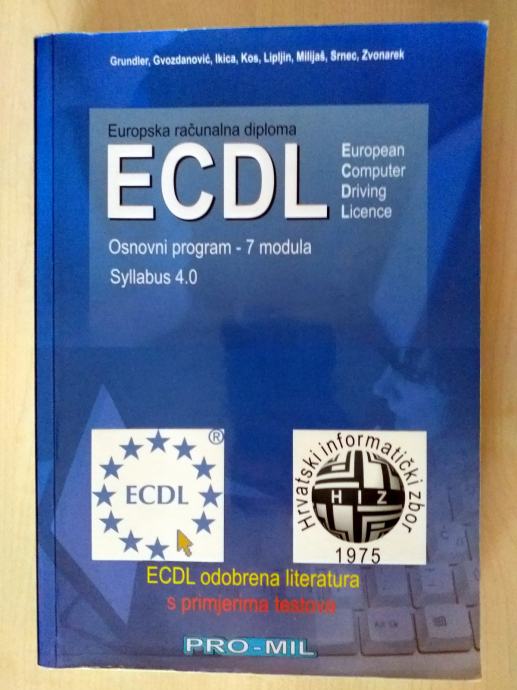 Grundler, Gvozdanović, Ikica, Kos, Lipljin, Milijaš, Srnec, Zvonarek
Europska računalna diploma
ECDL
European
Computer
Driving
Licence
Osnovni program - 7 modula
Syllabus 4.0
®
ECDL
Hrvatski informatički zbor
HIZ
1975
ECDL odobrena literatura
s primjerima testova
PRO-MIL